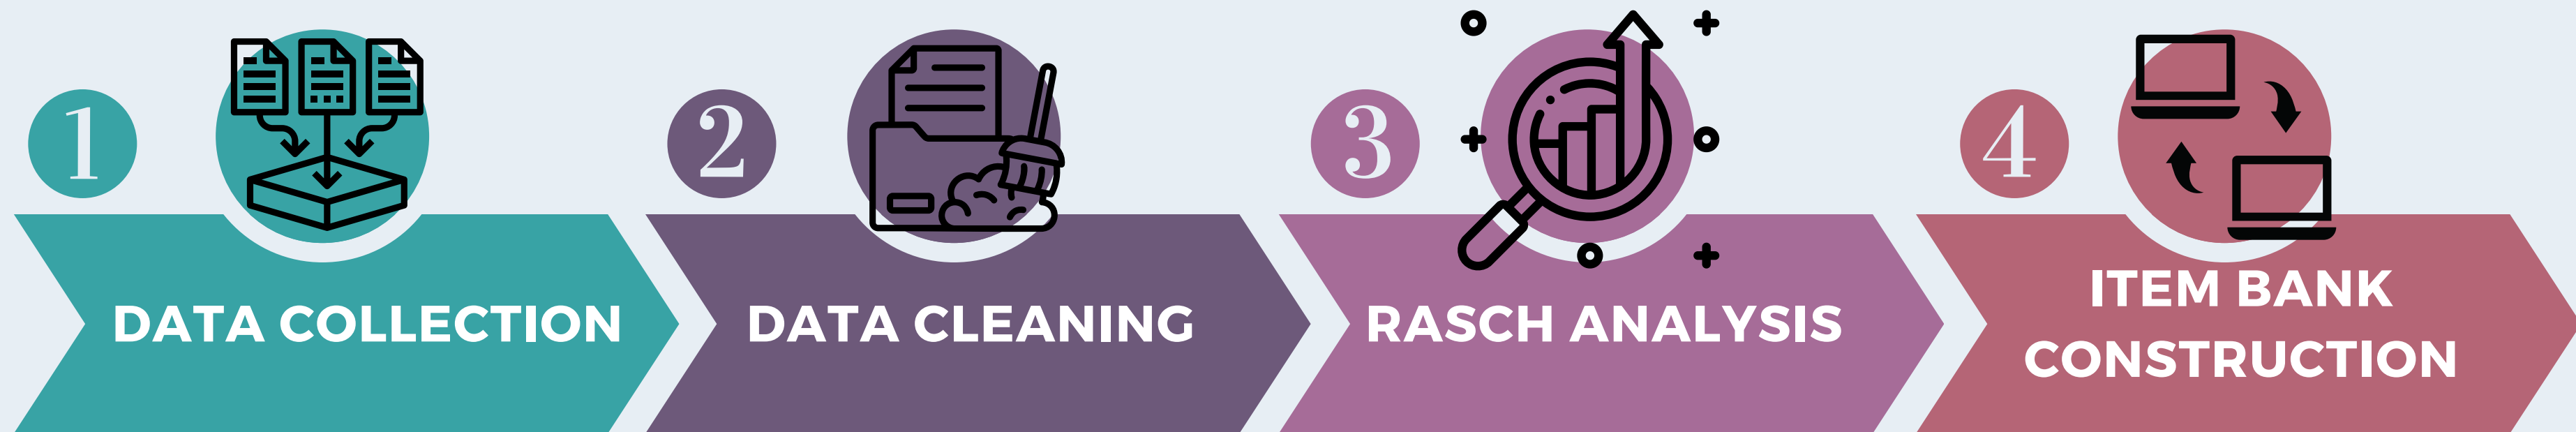 1
DATA COLLECTION
2
DATA CLEANING
3
RASCH ANALYSIS
4
ITEM BANK
CONSTRUCTION